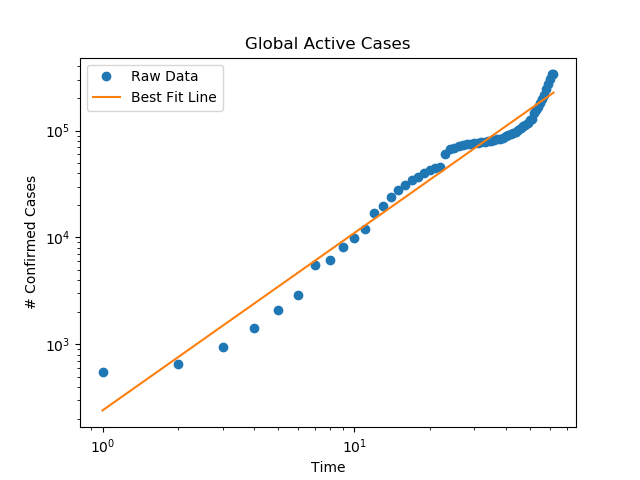 Global Active Cases
Raw Data
Best Fit Line
# Confirmed Cases
10^5
10^4
10^3
10^0
10^1
Time